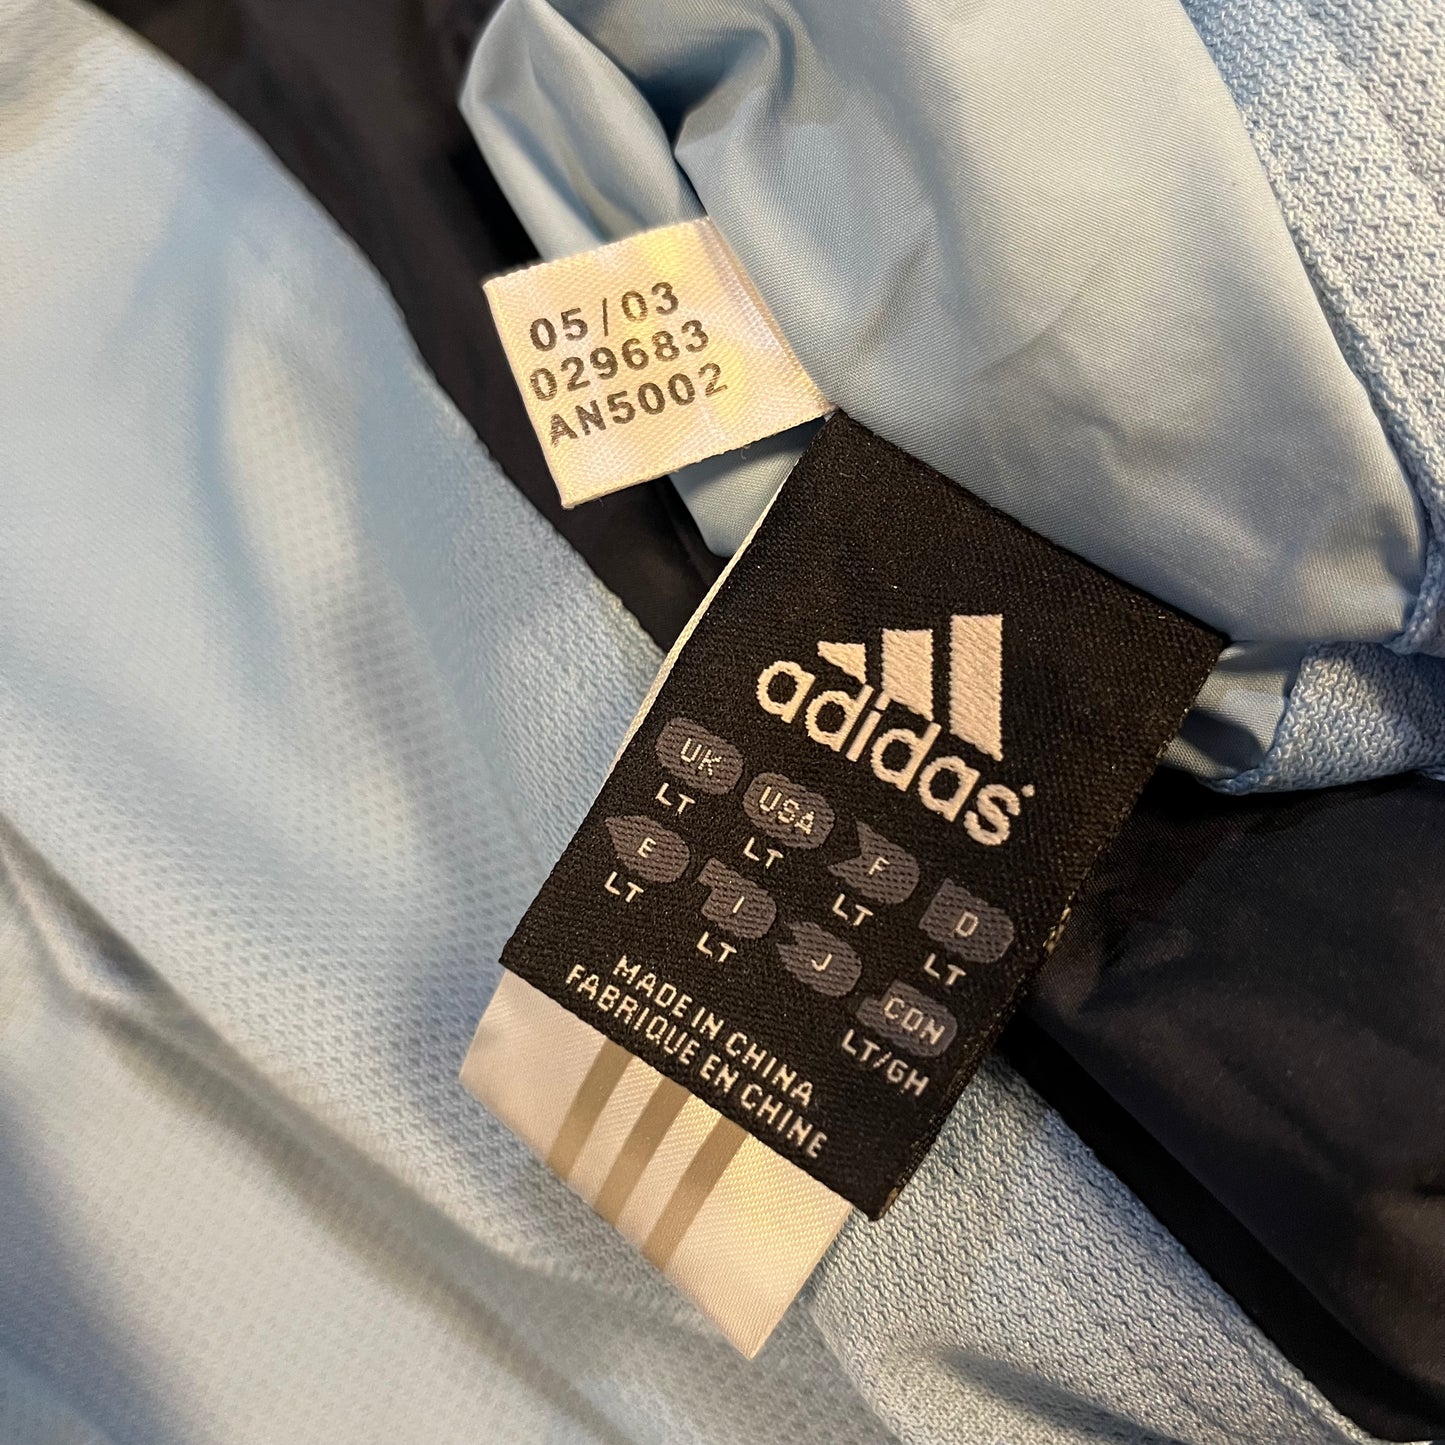 05/03
029683
AN5002
adidas
UK USA F D
LT LT LT LT
E I J CDN
LT LT LT/GH
MADE IN CHINA
FABRIQUE EN CHINE